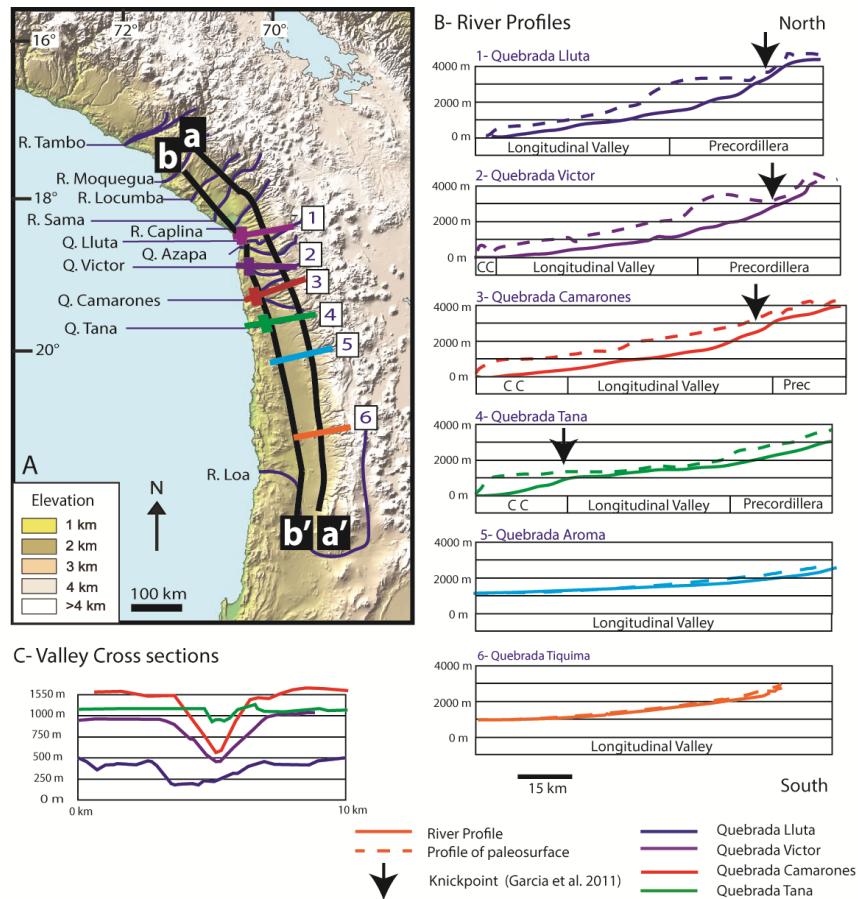 72°
70°
16°
18°
20°
R. Tambo
a
b
R. Moquegua
R. Locumba
R. Sama
R. Caplina
Q. Lluta
Q. Azapa
Q. Victor
Q. Camarones
Q. Tana
1
2
3
4
5
6
R. Loa
b’
a’
A
N
100 km
Elevation
1 km
2 km
3 km
4 km
>4 km
B- River Profiles
North
1- Quebrada Lluta
4000 m
2000 m
0 m
Longitudinal Valley
Precordillera
2- Quebrada Victor
4000 m
2000 m
0 m
CC
Longitudinal Valley
Precordillera
3- Quebrada Camarones
4000 m
2000 m
0 m
C C
Longitudinal Valley
Prec
4- Quebrada Tana
4000 m
2000 m
0 m
C C
Longitudinal Valley
Precordillera
5- Quebrada Aroma
4000 m
2000 m
0 m
Longitudinal Valley
6- Quebrada Tiquima
4000 m
2000 m
0 m
Longitudinal Valley
15 km
South
C- Valley Cross sections
1550 m
1000 m
750 m
500 m
250 m
0 m
0 km
10 km
River Profile
Profile of paleosurface
Knickpoint (Garcia et al. 2011)
Quebrada Lluta
Quebrada Victor
Quebrada Camarones
Quebrada Tana